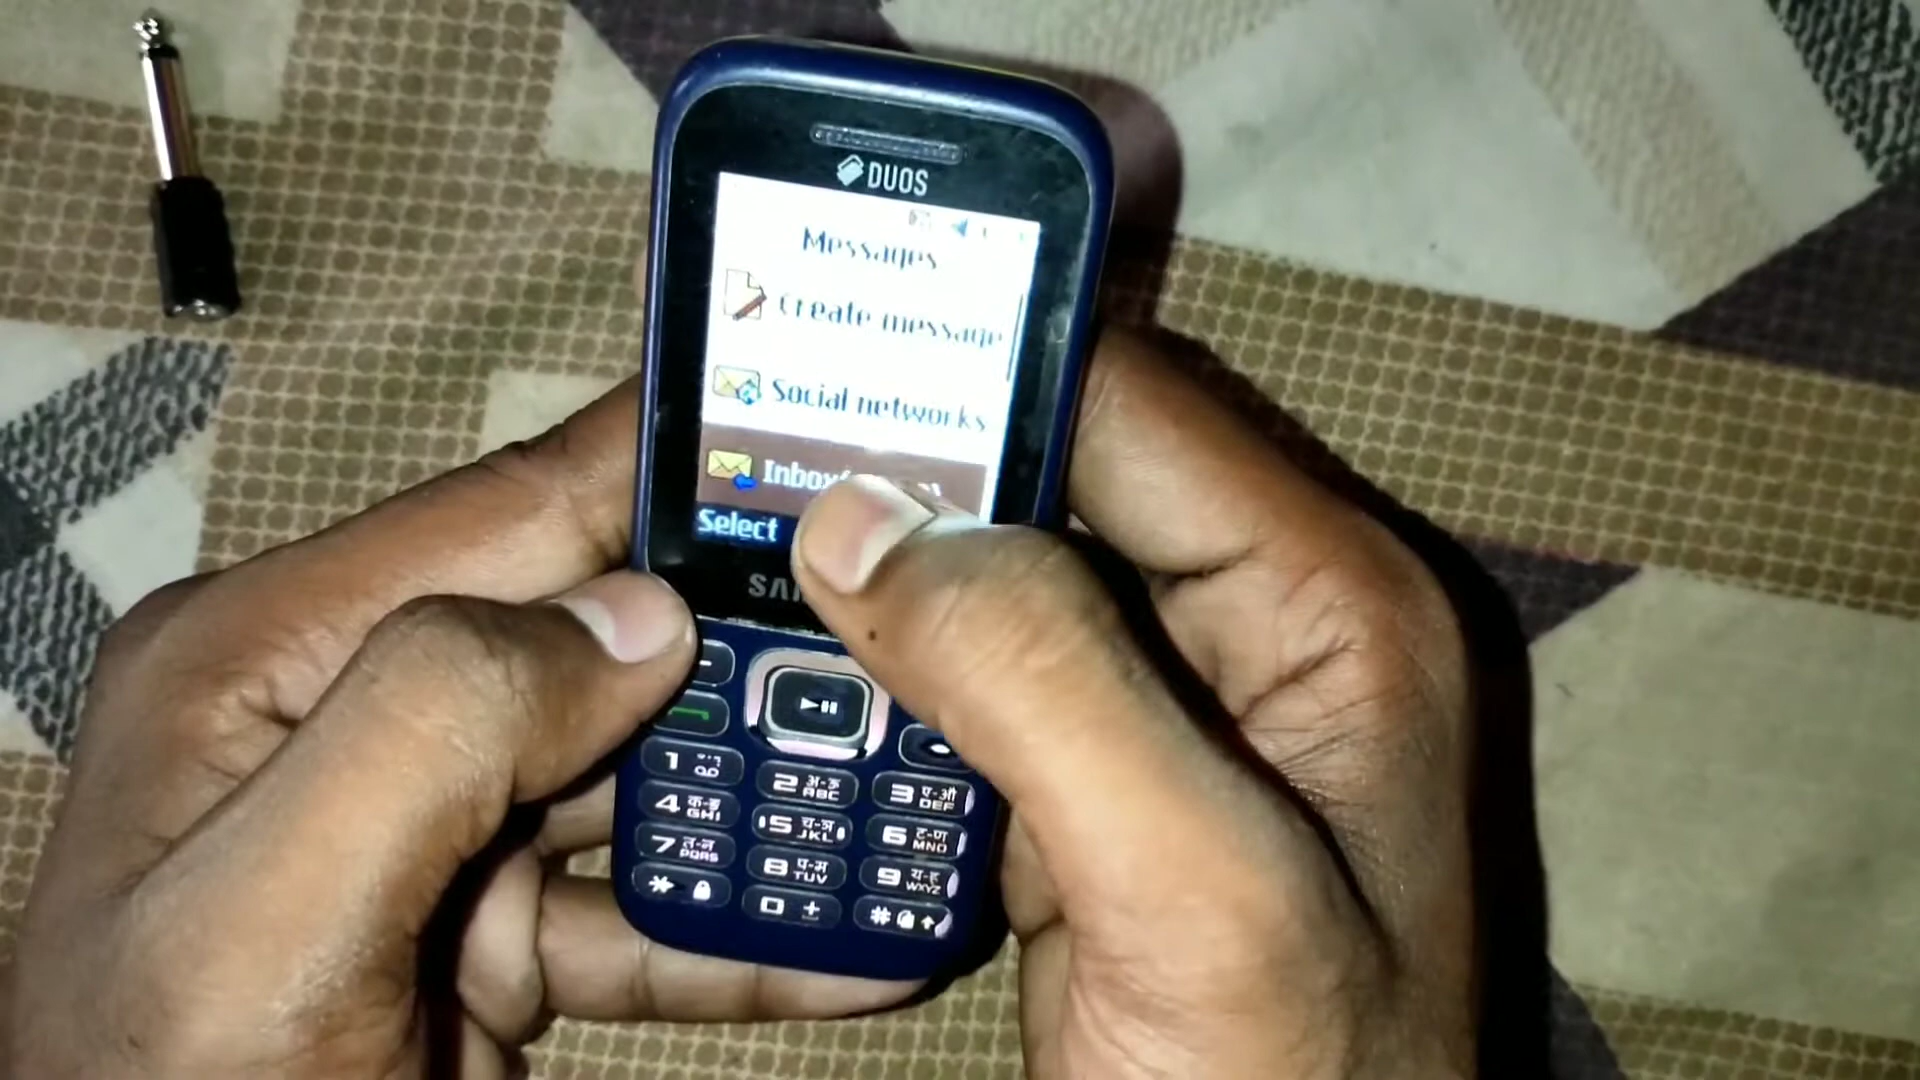 DUOS
Messages
Create message
Social networks
Inbox
Select
1
2 अ-ऊ ABC
3 ए-औ DEF
4 क-ङ GHI
5 च-ञ JKL
6 ट-ण MNO
7 त-न PQRS
8 प-म TUV
9 य-ह WXYZ
* 
0 +
#